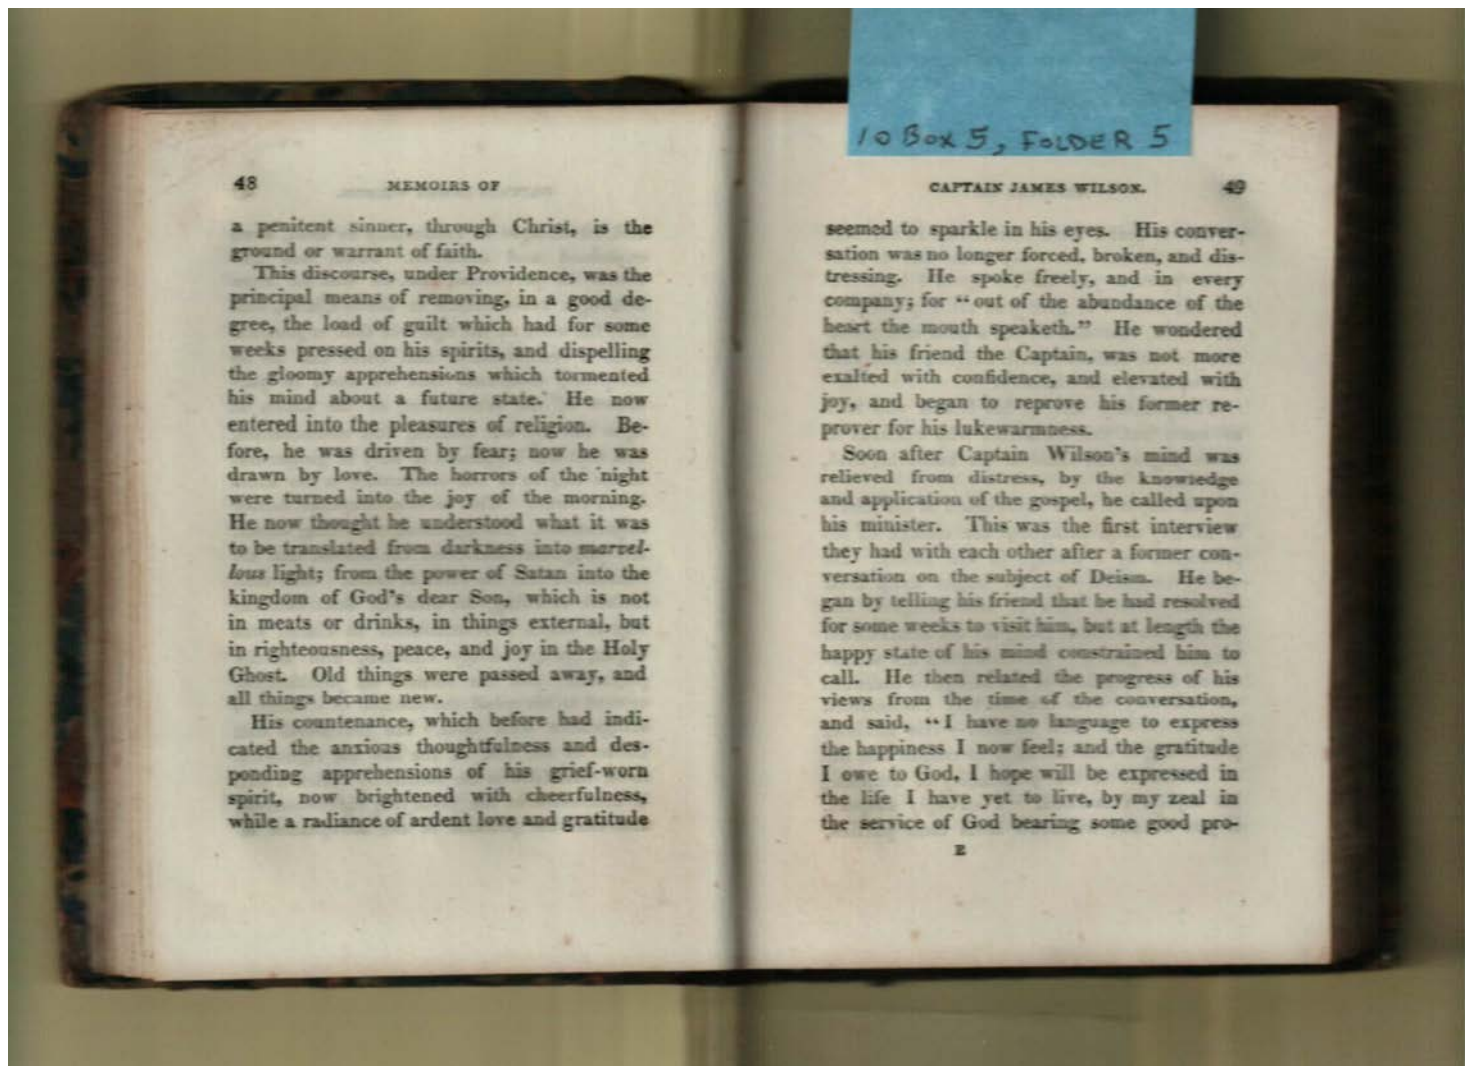 10 Box 5, FOLDER 5
48 MEMOIRS OF
a penitent sinner, through Christ, is the
ground or warrant of faith.
This discourse, under Providence, was the
principal means of removing, in a good de-
gree, the load of guilt which had for some
weeks pressed on his spirits, and dispelling
the gloomy apprehensions which tormented
his mind about a future state. He now
entered into the pleasures of religion. Be-
fore, he was driven by fear; now he was
drawn by love. The horrors of the night
were turned into the joy of the morning.
He now thought he understood what it was
to be translated from darkness into marvel-
lous light; from the power of Satan into the
kingdom of God's dear Son, which is not
in meats or drinks, in things external, but
in righteousness, peace, and joy in the Holy
Ghost. Old things were passed away, and
all things became new.
His countenance, which before had indi-
cated the anxious thoughtfulness and des-
ponding apprehensions of his grief-worn
spirit, now brightened with cheerfulness,
while a radiance of ardent love and gratitude
CAPTAIN JAMES WILSON. 49
seemed to sparkle in his eyes. His conver-
sation was no longer forced, broken, and dis-
tressing. He spoke freely, and in every
company; for "out of the abundance of the
heart the mouth speaketh." He wondered
that his friend the Captain, was not more
exalted with confidence, and elevated with
joy, and began to reprove his former re-
prover for his lukewarmness.
Soon after Captain Wilson's mind was
relieved from distress, by the knowledge
and application of the gospel, he called upon
his minister. This was the first interview
they had with each other after a former con-
versation on the subject of Deism. He be-
gan by telling his friend that he had resolved
for some weeks to visit him, but at length the
happy state of his mind constrained him to
call. He then related the progress of his
views from the time of the conversation,
and said, "I have no language to express
the happiness I now feel; and the gratitude
I owe to God, I hope will be expressed in
the life I have yet to live, by my zeal in
the service of God bearing some good pro-
E